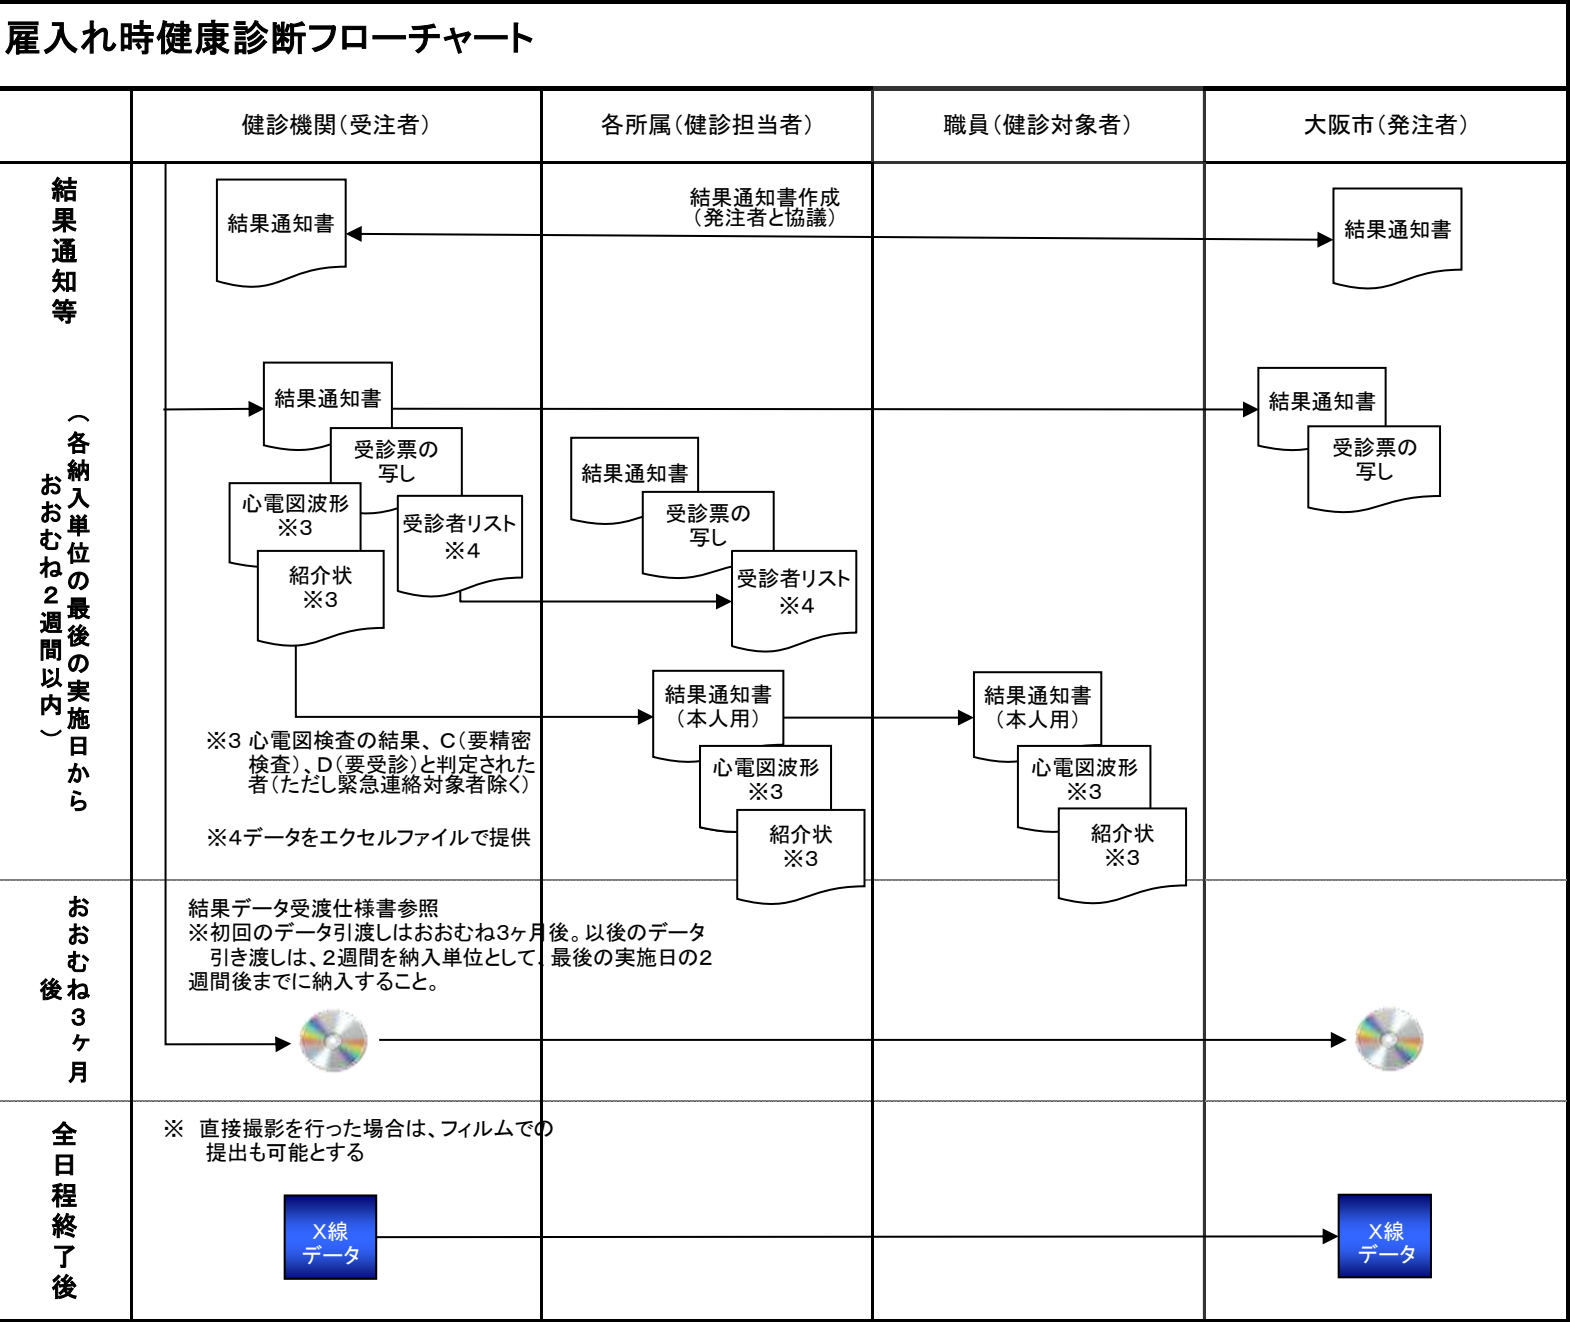 雇入れ時健康診断フローチャート
健診機関（受注者）
各所属（健診担当者）
職員（健診対象者）
大阪市（発注者）
結果通知等
（各納入単位の最後の実施日から
おおむね２週間以内）
結果通知書
結果通知書作成
（発注者と協議）
結果通知書
結果通知書
受診票の
写し
心電図波形
※３
受診者リスト
※４
紹介状
※３
結果通知書
受診票の
写し
受診者リスト
※４
結果通知書
受診票の
写し
結果通知書
（本人用）
心電図波形
※３
紹介状
※３
結果通知書
（本人用）
心電図波形
※３
紹介状
※３
※３ 心電図検査の結果、Ｃ（要精密
検査）、Ｄ（要受診）と判定された
者（ただし緊急連絡対象者除く）
※４データをエクセルファイルで提供
おおむね３ヶ月
後
結果データ受渡仕様書参照
※初回のデータ引渡しはおおむね３ヶ月後。以後のデータ
引き渡しは、２週間を納入単位として、最後の実施日の２
週間後までに納入すること。
全日程終了後
※　直接撮影を行った場合は、フィルムでの
提出も可能とする
Ｘ線
データ
Ｘ線
データ